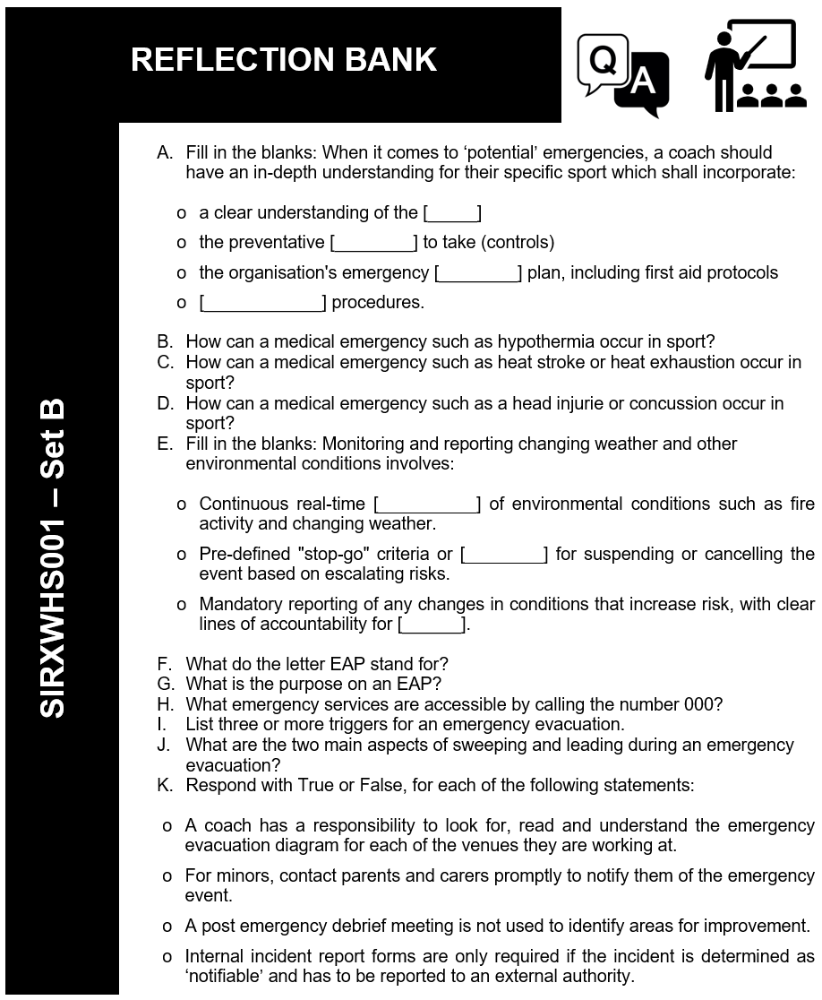 REFLECTION BANK
Q
A
SIRXWHS001 – Set B
A. Fill in the blanks: When it comes to ‘potential’ emergencies, a coach should
have an in-depth understanding for their specific sport which shall incorporate:
o a clear understanding of the [_____]
o the preventative [________] to take (controls)
o the organisation's emergency [________] plan, including first aid protocols
o [____________] procedures.
B. How can a medical emergency such as hypothermia occur in sport?
C. How can a medical emergency such as heat stroke or heat exhaustion occur in
sport?
D. How can a medical emergency such as a head injurie or concussion occur in
sport?
E. Fill in the blanks: Monitoring and reporting changing weather and other
environmental conditions involves:
o Continuous real-time [__________] of environmental conditions such as fire
activity and changing weather.
o Pre-defined "stop-go" criteria or [________] for suspending or cancelling the
event based on escalating risks.
o Mandatory reporting of any changes in conditions that increase risk, with clear
lines of accountability for [______].
F. What do the letter EAP stand for?
G. What is the purpose on an EAP?
H. What emergency services are accessible by calling the number 000?
I. List three or more triggers for an emergency evacuation.
J. What are the two main aspects of sweeping and leading during an emergency
evacuation?
K. Respond with True or False, for each of the following statements:
o A coach has a responsibility to look for, read and understand the emergency
evacuation diagram for each of the venues they are working at.
o For minors, contact parents and carers promptly to notify them of the emergency
event.
o A post emergency debrief meeting is not used to identify areas for improvement.
o Internal incident report forms are only required if the incident is determined as
‘notifiable’ and has to be reported to an external authority.